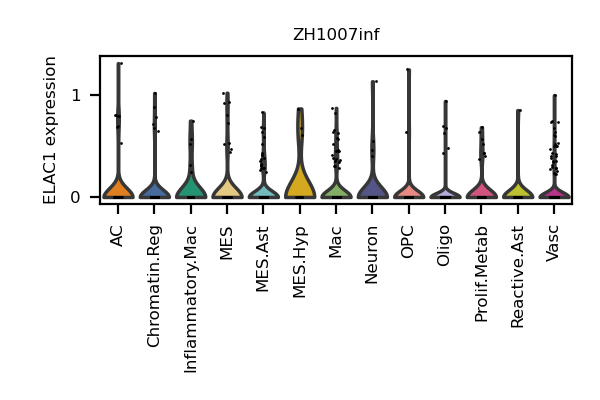 ZH1007inf
ELAC1 expression
1
0
AC
Chromatin.Reg
Inflammatory.Mac
MES
MES.Ast
MES.Hyp
Mac
Neuron
OPC
Oligo
Prolif.Metab
Reactive.Ast
Vasc